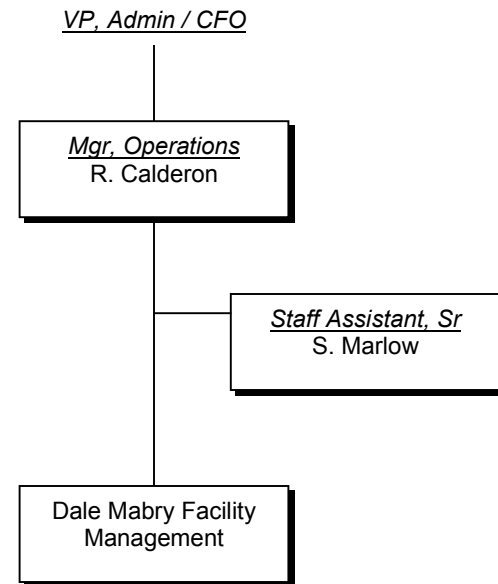 VP, Admin / CFO
Mgr, Operations
R. Calderon
Staff Assistant, Sr
S. Marlow
Dale Mabry Facility
Management